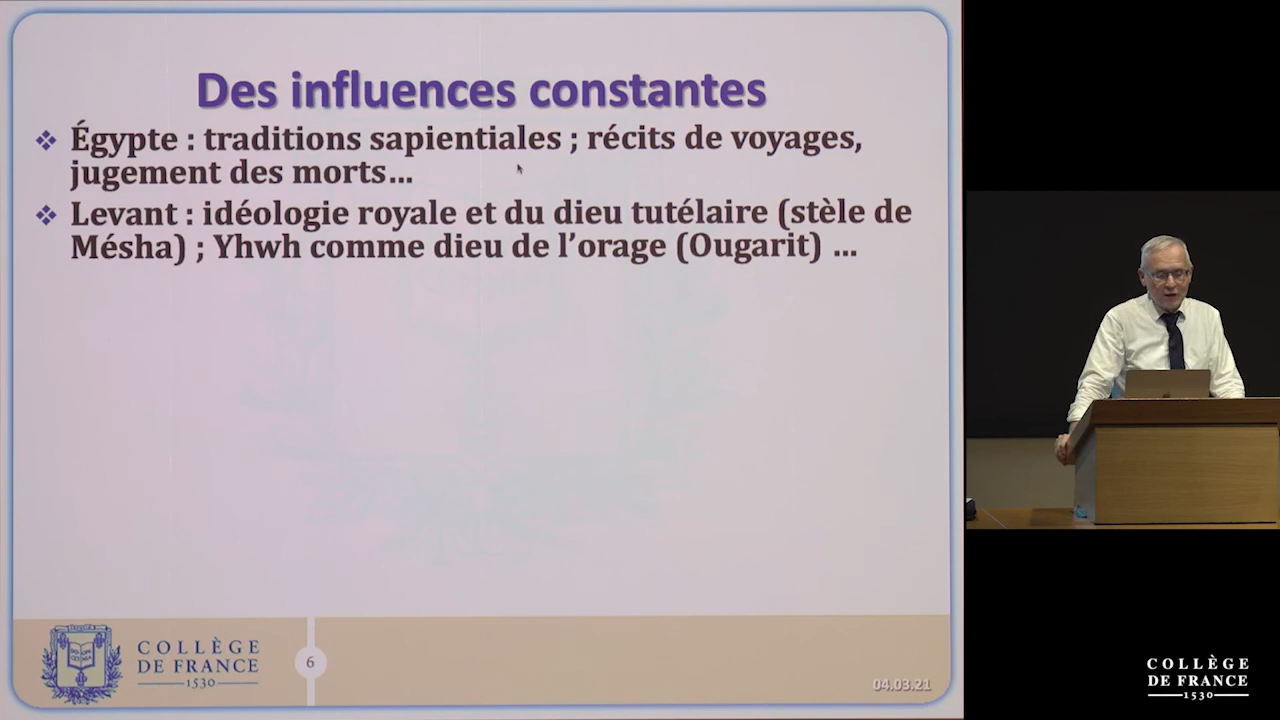 Des influences constantes
❖ Égypte : traditions sapientiales ; récits de voyages,
jugement des morts...
❖ Levant : idéologie royale et du dieu tutélaire (stèle de
Mésha) ; Yhwh comme dieu de l’orage (Ougarit) ...
COLLÈGE
DE FRANCE
1530
6
04.03.21
COLLÈGE
DE FRANCE
1530